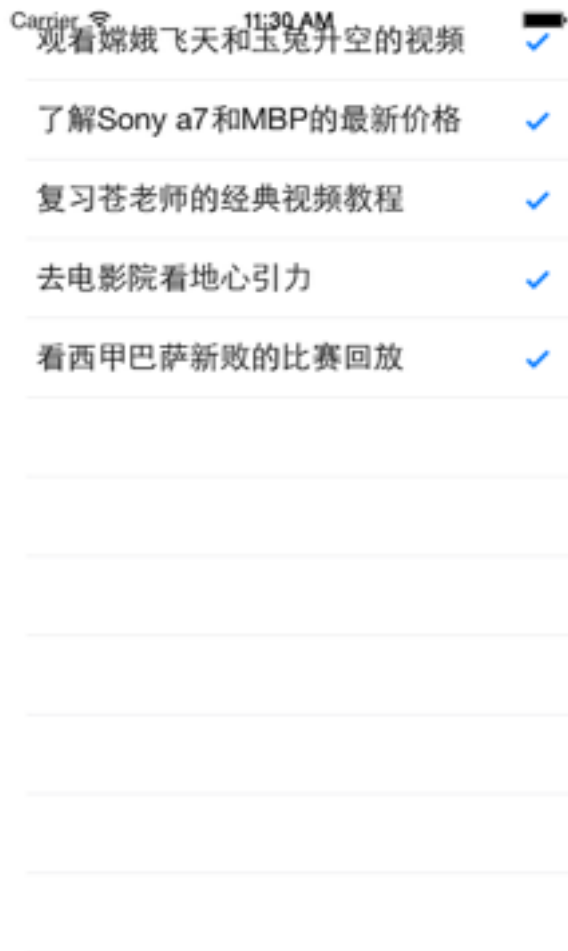 Carrier 11:30 AM
观看嫦娥飞天和玉兔升空的视频
了解Sony a7和MBP的最新价格
复习苍老师的经典视频教程
去电影院看地心引力
看西甲巴萨新败的比赛回放